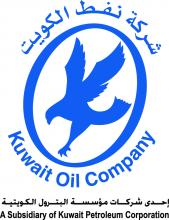 شركة نفط الكويت
Kuwait Oil Company
إحدى شركات مؤسسة البترول الكويتية
A Subsidiary of Kuwait Petroleum Corporation